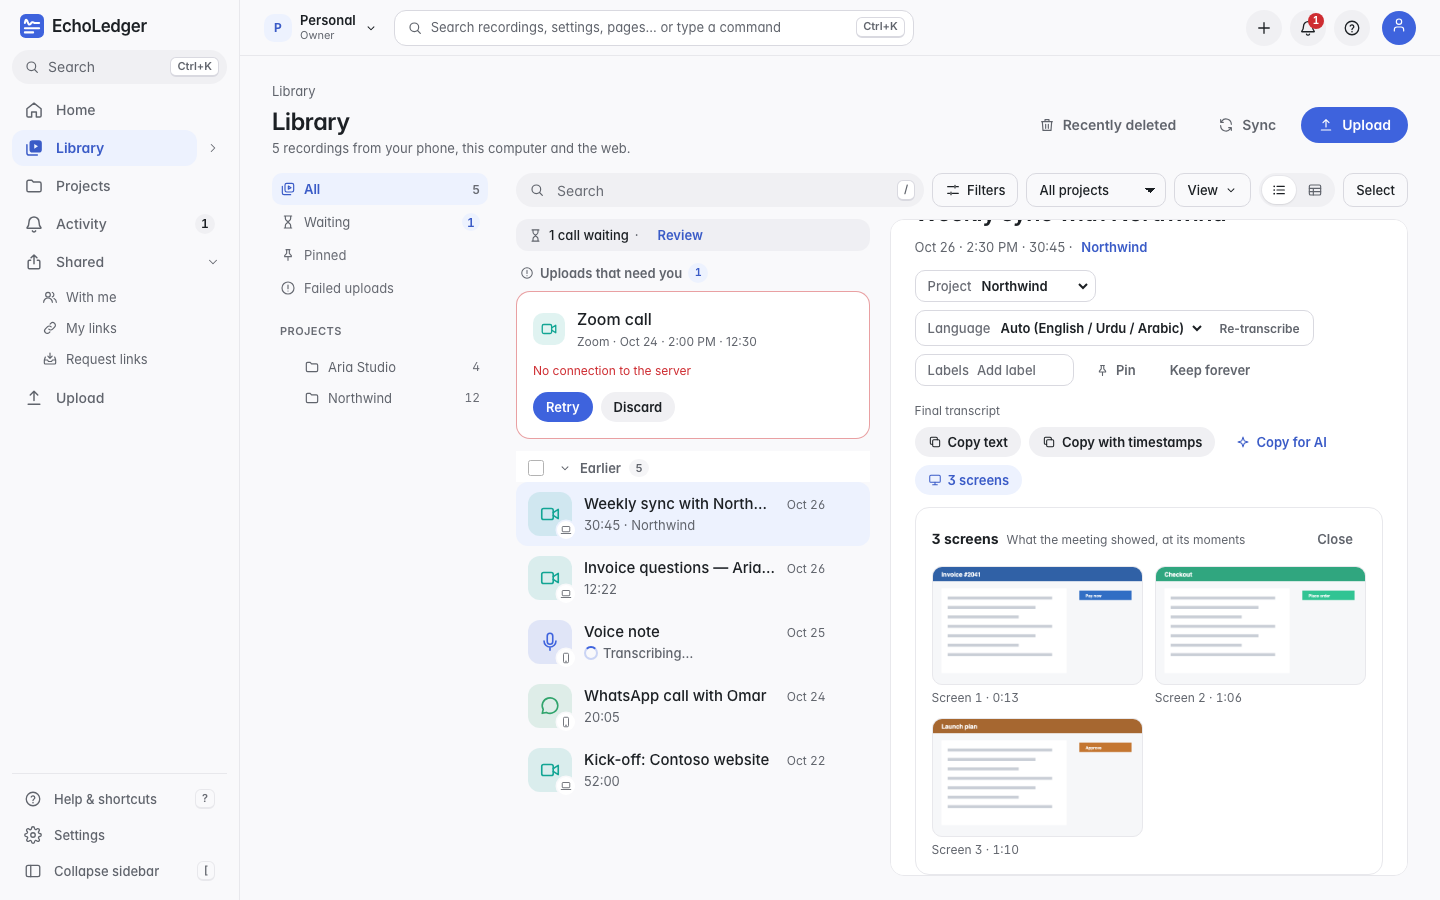 EchoLedger
Search Ctrl+K
Home
Library
Projects
Activity 1
Shared
With me
My links
Request links
Upload
Help & shortcuts ?
Settings
Collapse sidebar [
P Personal
Owner
Search recordings, settings, pages... or type a command Ctrl+K
1
Library
Library
5 recordings from your phone, this computer and the web.
Recently deleted
Sync
Upload
All 5
Waiting 1
Pinned
Failed uploads
PROJECTS
Aria Studio 4
Northwind 12
Search /
Filters
All projects
View
Select
1 call waiting · Review
Uploads that need you 1
Zoom call
Zoom · Oct 24 · 2:00 PM · 12:30
No connection to the server
Retry Discard
Earlier 5
Weekly sync with North... Oct 26
30:45 · Northwind
Invoice questions — Aria... Oct 26
12:22
Voice note Oct 25
Transcribing...
WhatsApp call with Omar Oct 24
20:05
Kick-off: Contoso website Oct 22
52:00
Weekly sync with Northwind
Oct 26 · 2:30 PM · 30:45 · Northwind
Project Northwind
Language Auto (English / Urdu / Arabic) Re-transcribe
Labels Add label Pin Keep forever
Final transcript
Copy text Copy with timestamps Copy for AI
3 screens
3 screens What the meeting showed, at its moments Close
Invoice #2041
Pay now
Checkout
Place order
Screen 1 · 0:13
Screen 2 · 1:06
Launch plan
Approve
Screen 3 · 1:10